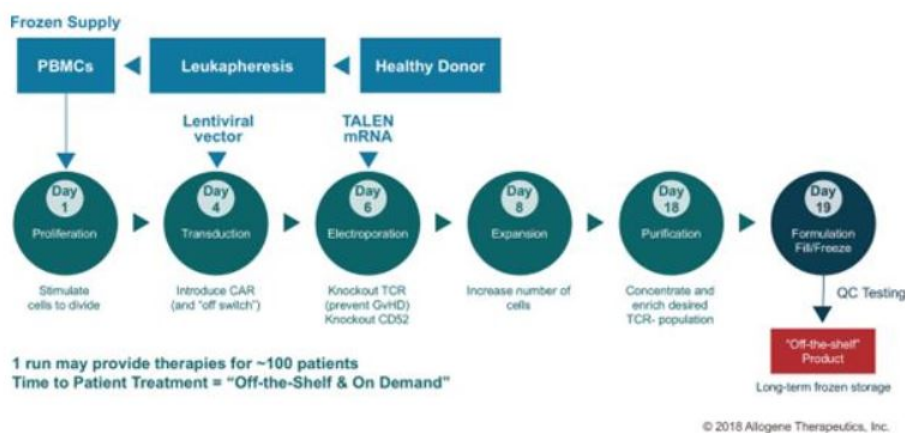 Frozen Supply
PBMCs
Leukapheresis
Healthy Donor
Lentiviral
vector
TALEN
mRNA
Day
1
Proliferation
Day
4
Transduction
Day
6
Electroporation
Day
8
Expansion
Day
18
Purification
Day
19
Formulation
Fill/Freeze
Stimulate
cells to divide
Introduce CAR
(and "off switch")
Knockout TCR
(prevent GvHD)
Knockout CD52
Increase number of
cells
Concentrate and
enrich desired
TCR- population
QC Testing
"Off-the-shelf"
Product
Long-term frozen storage
1 run may provide therapies for ~100 patients
Time to Patient Treatment = "Off-the-Shelf & On Demand"
© 2018 Allogene Therapeutics, Inc.